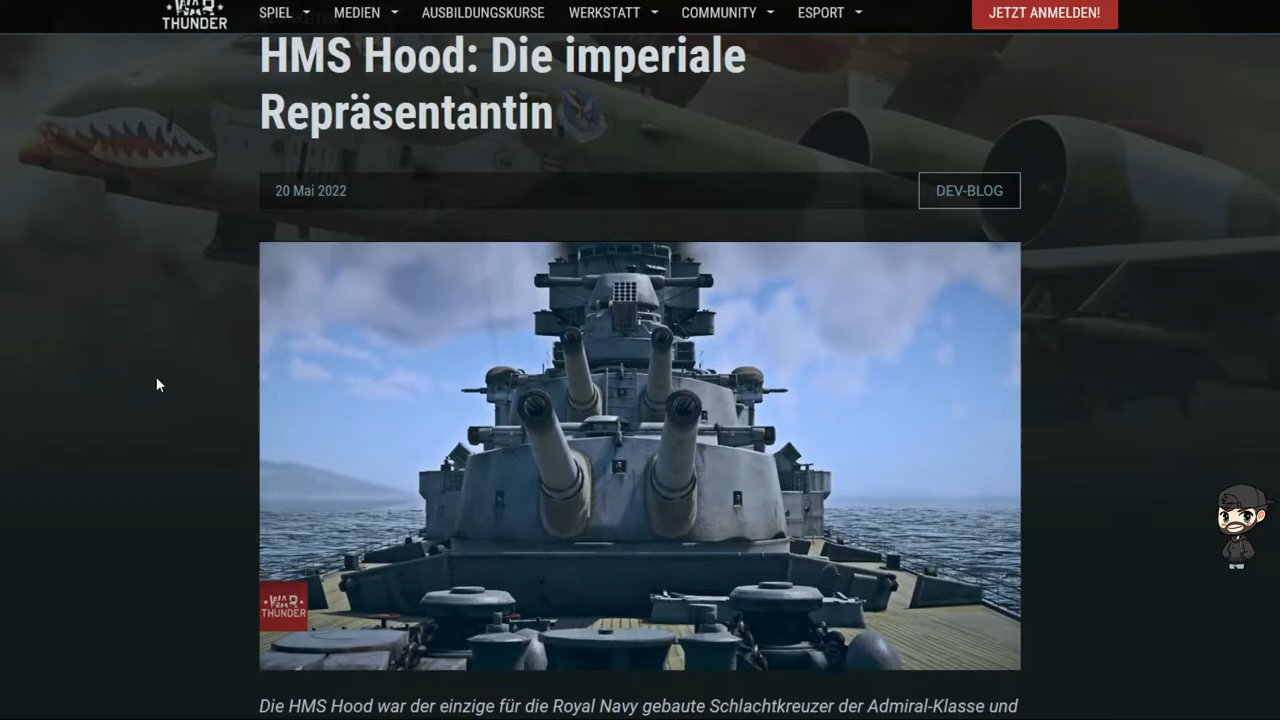 WAR
THUNDER
SPIEL
MEDIEN
AUSBILDUNGSKURSE
WERKSTATT
COMMUNITY
ESPORT
JETZT ANMELDEN!
HMS Hood: Die imperiale
Repräsentantin
20 Mai 2022
DEV-BLOG
WAR
THUNDER
Die HMS Hood war der einzige für die Royal Navy gebaute Schlachtkreuzer der Admiral-Klasse und